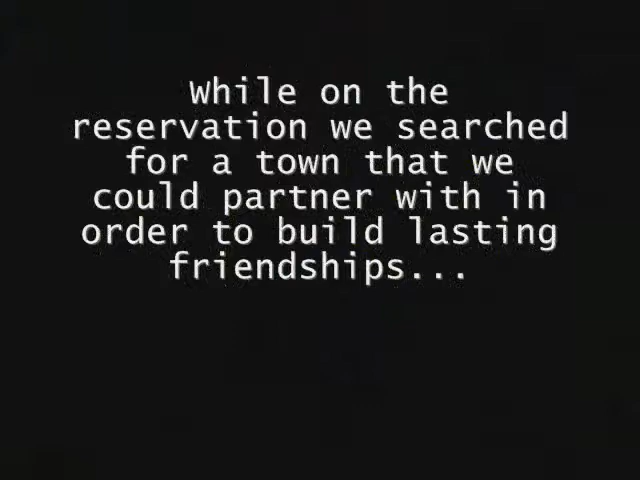 While on the
reservation we searched
for a town that we
could partner with in
order to build lasting
friendships...